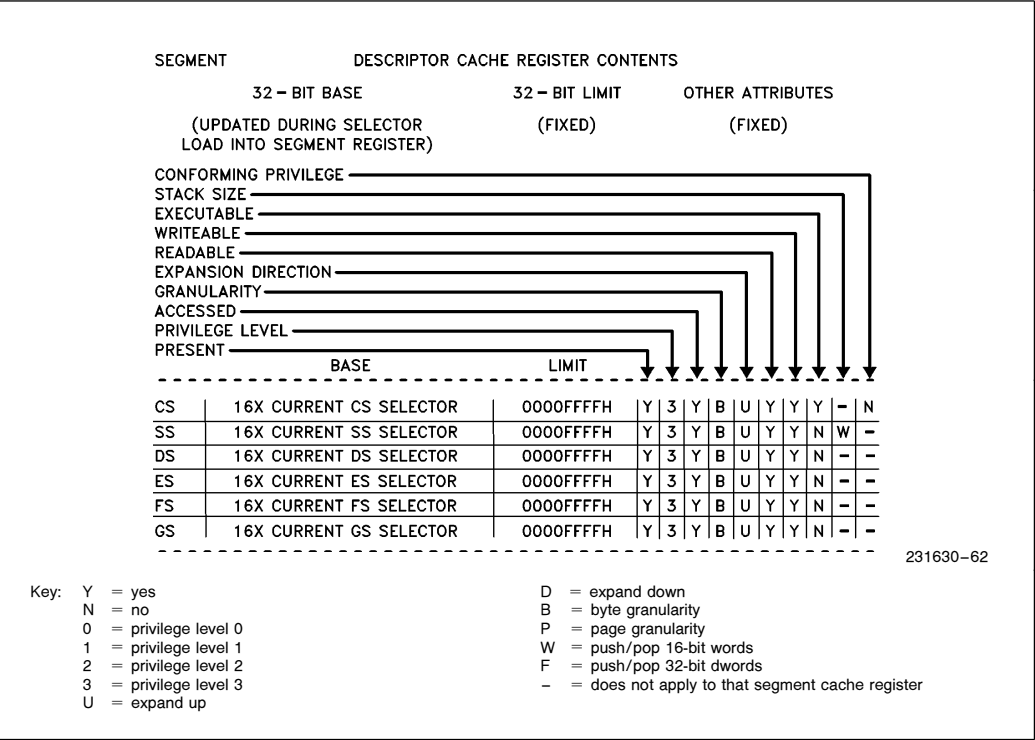 SEGMENT DESCRIPTOR CACHE REGISTER CONTENTS
32 – BIT BASE 32 – BIT LIMIT OTHER ATTRIBUTES
(UPDATED DURING SELECTOR (FIXED) (FIXED)
LOAD INTO SEGMENT REGISTER)
CONFORMING PRIVILEGE
STACK SIZE
EXECUTABLE
WRITEABLE
READABLE
EXPANSION DIRECTION
GRANULARITY
ACCESSED
PRIVILEGE LEVEL
PRESENT
BASE LIMIT
CS 16X CURRENT CS SELECTOR 0000FFFFH Y 3 Y B U Y Y Y – N
SS 16X CURRENT SS SELECTOR 0000FFFFH Y 3 Y B U Y Y N W –
DS 16X CURRENT DS SELECTOR 0000FFFFH Y 3 Y B U Y Y N – –
ES 16X CURRENT ES SELECTOR 0000FFFFH Y 3 Y B U Y Y N – –
FS 16X CURRENT FS SELECTOR 0000FFFFH Y 3 Y B U Y Y N – –
GS 16X CURRENT GS SELECTOR 0000FFFFH Y 3 Y B U Y Y N – –
231630–62
Key: Y = yes
N = no
0 = privilege level 0
1 = privilege level 1
2 = privilege level 2
3 = privilege level 3
U = expand up
D = expand down
B = byte granularity
P = page granularity
W = push/pop 16-bit words
F = push/pop 32-bit dwords
– = does not apply to that segment cache register